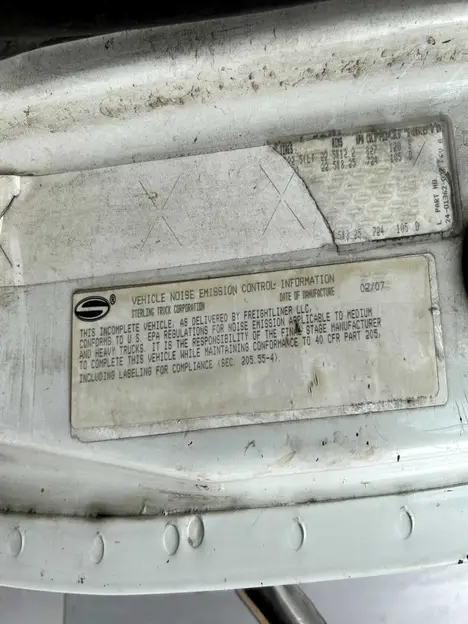 PART NO.
VEHICLE NOISE EMISSION CONTROL INFORMATION
STERLING TRUCK CORPORATION DATE OF MANUFACTURE 02/07
THIS INCOMPLETE VEHICLE, AS DELIVERED BY FREIGHTLINER LLC,
CONFORMS TO U.S. EPA REGULATIONS FOR NOISE EMISSION APPLICABLE TO MEDIUM
AND HEAVY TRUCKS. IT IS THE RESPONSIBILITY OF THE FINAL STAGE MANUFACTURER
TO COMPLETE THIS VEHICLE WHILE MAINTAINING CONFORMANCE TO 40 CFR PART 205,
INCLUDING LABELING FOR COMPLIANCE (SEC. 205.55-4).